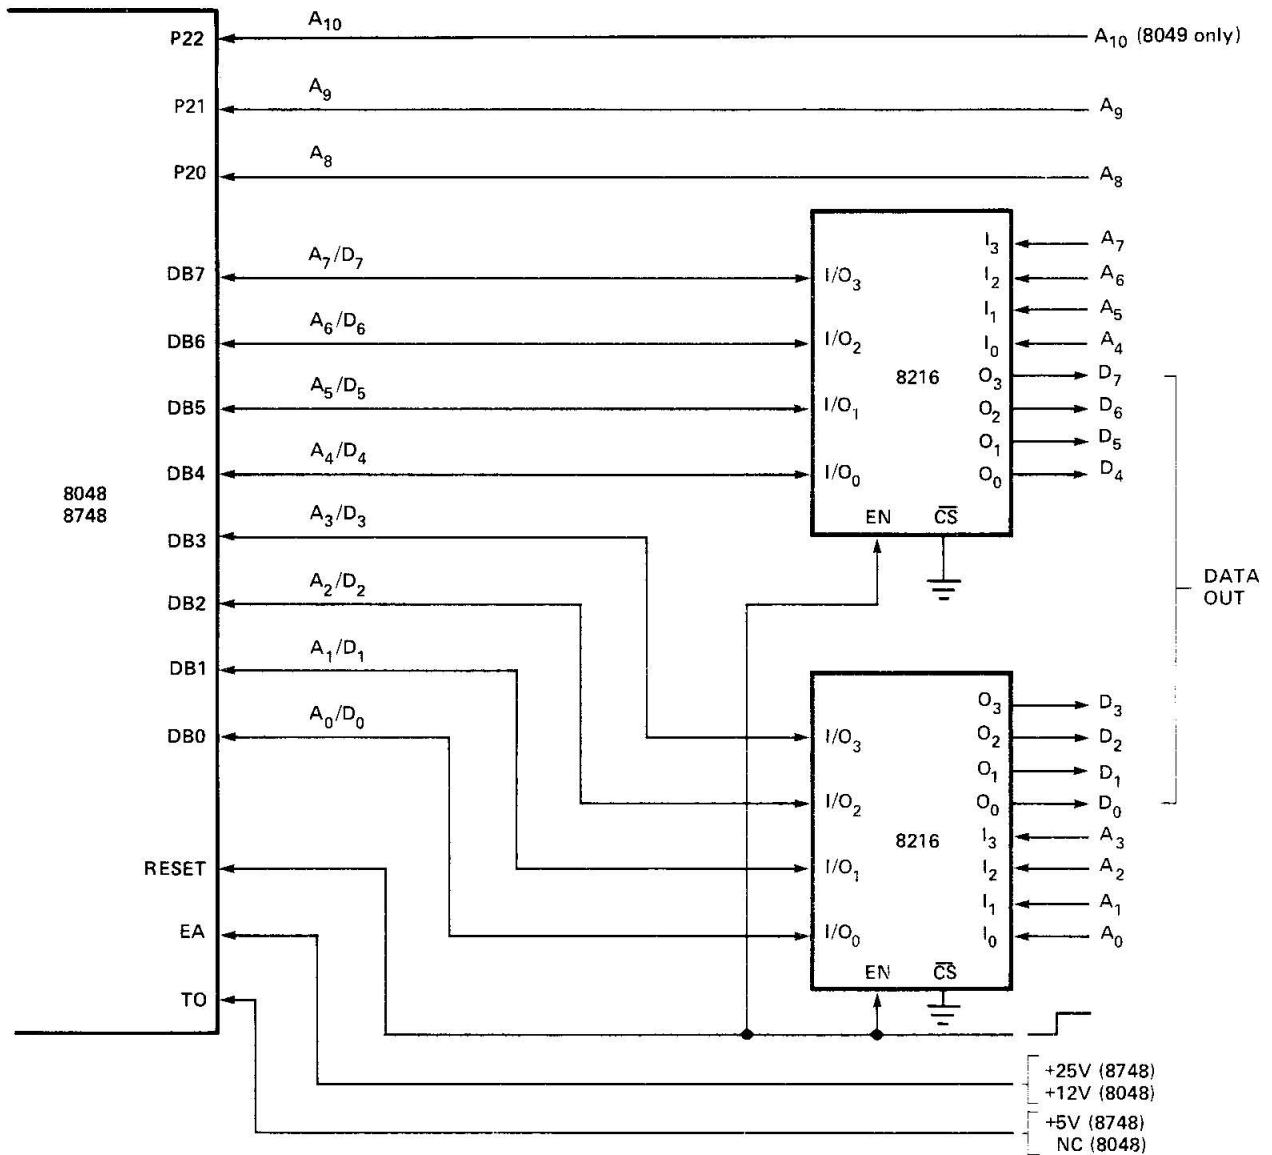 A10
P22
A10 (8049 only)
A9
P21
A9
A8
P20
A8
I3 A7
A7/D7
DB7
I/O3
I2 A6
I1 A5
A6/D6
DB6
I/O2
I0 A4
8216
O3 D7
A5/D5
DB5
I/O1
O2 D6
O1 D5
A4/D4
DB4
I/O0
O0 D4
8048
8748
A3/D3
DB3
EN
CS
A2/D2
DB2
DATA
OUT
A1/D1
DB1
A0/D0
DB0
O3 D3
I/O3
O2 D2
O1 D1
I/O2
O0 D0
8216
I3 A3
RESET
I/O1
I2 A2
I1 A1
EA
I/O0
I0 A0
EN
CS
TO
+25V (8748)
+12V (8048)
+5V (8748)
NC (8048)